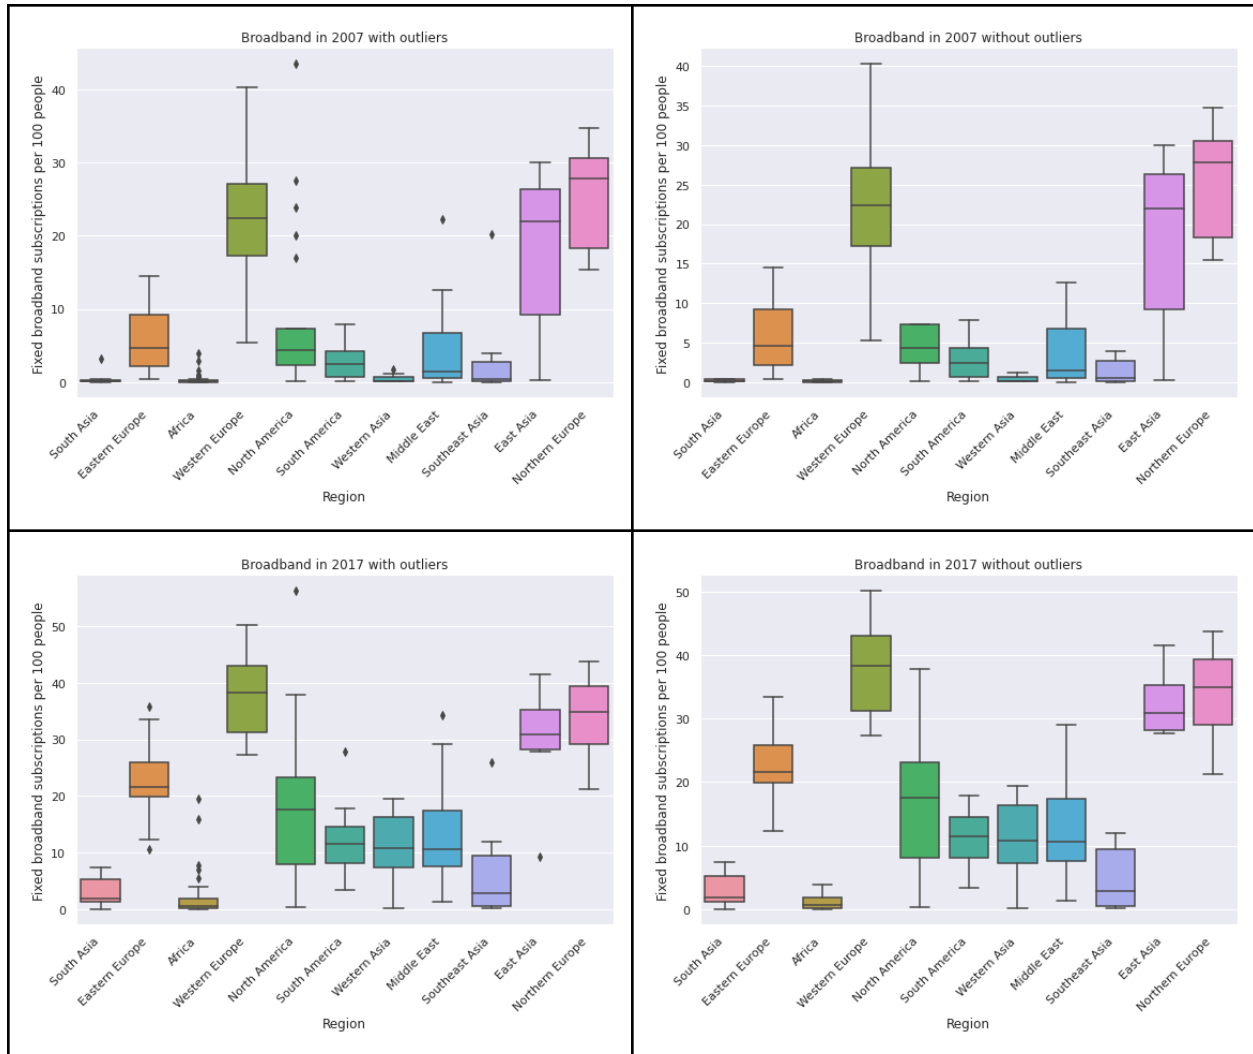 Broadband in 2007 with outliers
Fixed broadband subscriptions per 100 people
40
30
20
10
0
South Asia
Eastern Europe
Africa
Western Europe
North America
South America
Western Asia
Middle East
Southeast Asia
East Asia
Northern Europe
Region
Broadband in 2007 without outliers
Fixed broadband subscriptions per 100 people
40
35
30
25
20
15
10
5
0
South Asia
Eastern Europe
Africa
Western Europe
North America
South America
Western Asia
Middle East
Southeast Asia
East Asia
Northern Europe
Region
Broadband in 2017 with outliers
Fixed broadband subscriptions per 100 people
50
40
30
20
10
0
South Asia
Eastern Europe
Africa
Western Europe
North America
South America
Western Asia
Middle East
Southeast Asia
East Asia
Northern Europe
Region
Broadband in 2017 without outliers
Fixed broadband subscriptions per 100 people
50
40
30
20
10
0
South Asia
Eastern Europe
Africa
Western Europe
North America
South America
Western Asia
Middle East
Southeast Asia
East Asia
Northern Europe
Region